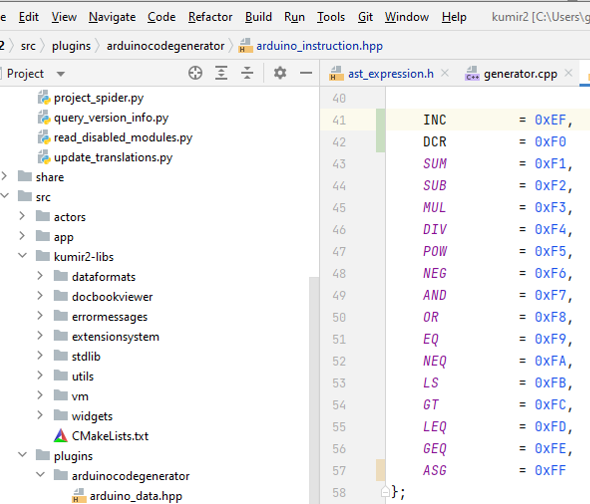 Edit View Navigate Code Refactor Build Run Tools Git Window Help kumir2 [C:\Users\g
2 src plugins arduinocodegenerator arduino_instruction.hpp
Project
ast_expression.h generator.cpp
project_spider.py
query_version_info.py
read_disabled_modules.py
update_translations.py
share
src
actors
app
kumir2-libs
dataformats
docbookviewer
errormessages
extensionsystem
stdlib
utils
vm
widgets
CMakeLists.txt
plugins
arduinocodegenerator
arduino_data.hpp
40
41 INC = 0xEF,
42 DCR = 0xF0
43 SUM = 0xF1,
44 SUB = 0xF2,
45 MUL = 0xF3,
46 DIV = 0xF4,
47 POW = 0xF5,
48 NEG = 0xF6,
49 AND = 0xF7,
50 OR = 0xF8,
51 EQ = 0xF9,
52 NEQ = 0xFA,
53 LS = 0xFB,
54 GT = 0xFC,
55 LEQ = 0xFD,
56 GEQ = 0xFE,
57 ASG = 0xFF
58 };